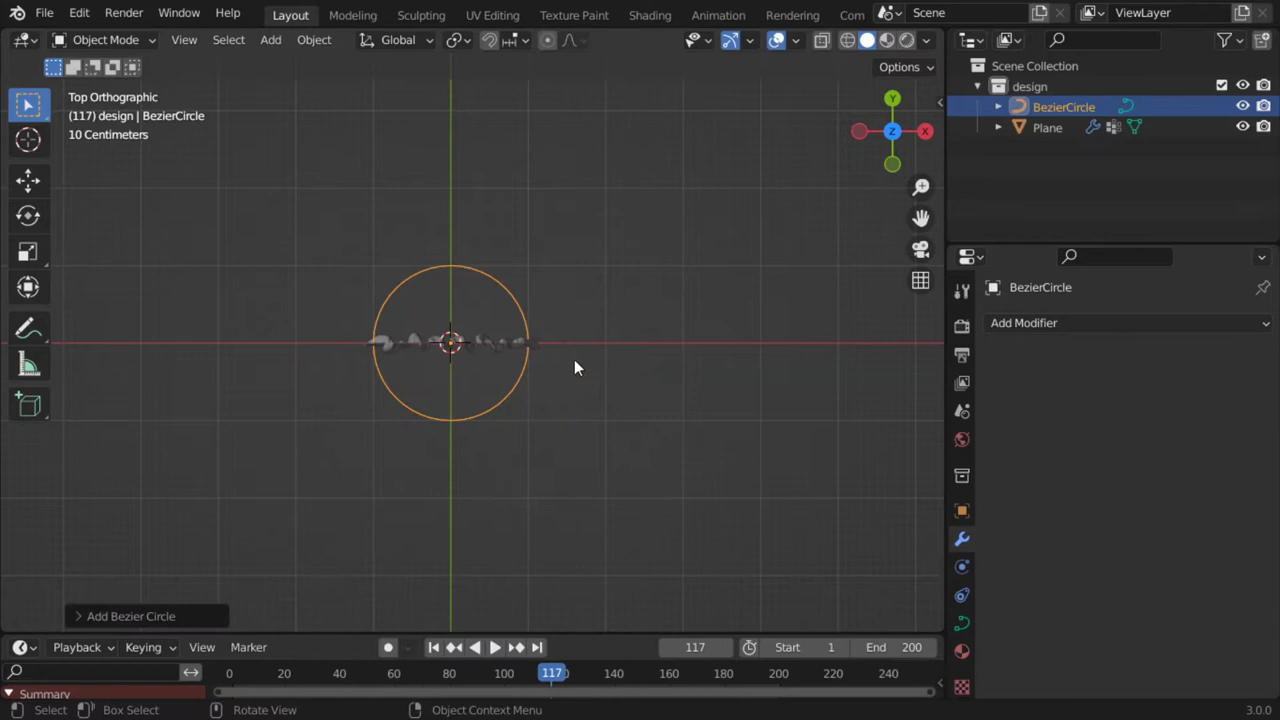 File Edit Render Window Help Layout Modeling Sculpting UV Editing Texture Paint Shading Animation Rendering Com Scene ViewLayer
Object Mode View Select Add Object Global
Options
Scene Collection
design
BezierCircle
Plane
Top Orthographic
(117) design | BezierCircle
10 Centimeters
Y
X
Z
BezierCircle
Add Modifier
Add Bezier Circle
Playback Keying View Marker 117 Start 1 End 200
0 20 40 60 80 100 117 140 160 180 200 220 240
Summary
Select Box Select Rotate View Object Context Menu 3.0.0